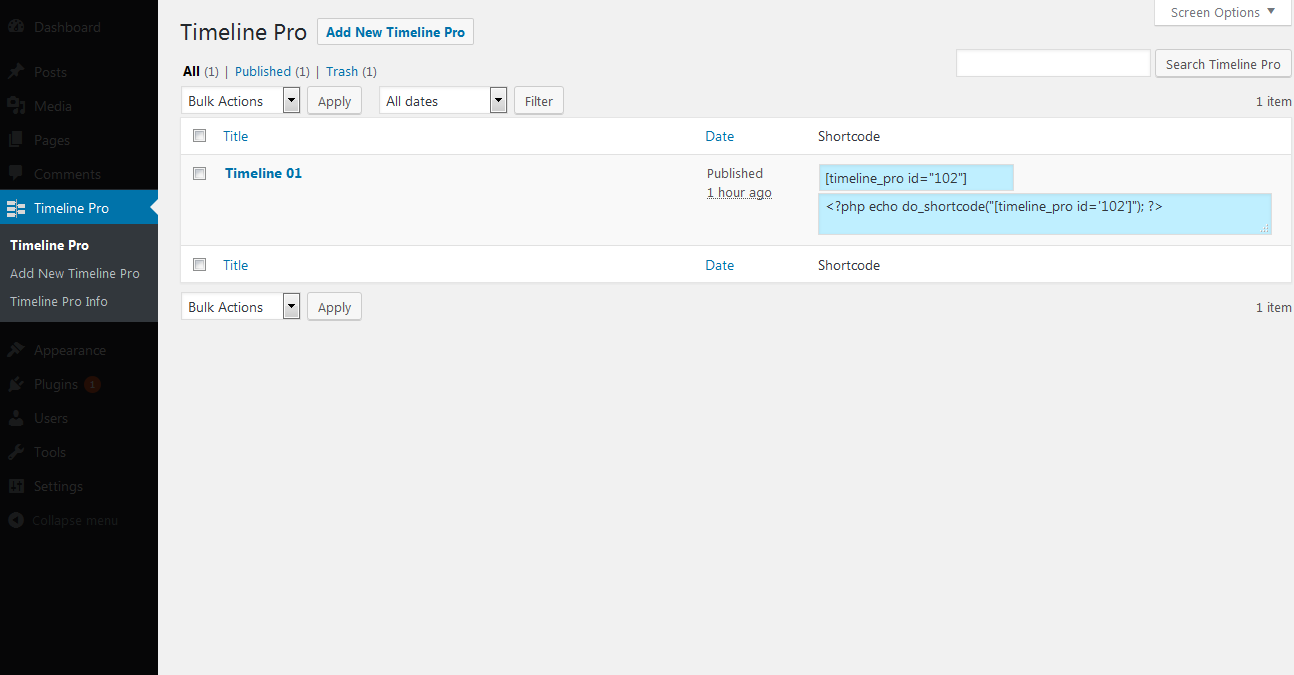 Dashboard
Posts
Media
Pages
Comments
Timeline Pro
Timeline Pro
Add New Timeline Pro
Timeline Pro Info
Appearance
Plugins 1
Users
Tools
Settings
Collapse menu
Screen Options
Timeline Pro Add New Timeline Pro
All (1) | Published (1) | Trash (1)
Search Timeline Pro
Bulk Actions Apply All dates Filter 1 item
Title Date Shortcode
Timeline 01 Published [timeline_pro id="102"]
1 hour ago
<?php echo do_shortcode("[timeline_pro id='102']"); ?>
Title Date Shortcode
Bulk Actions Apply 1 item